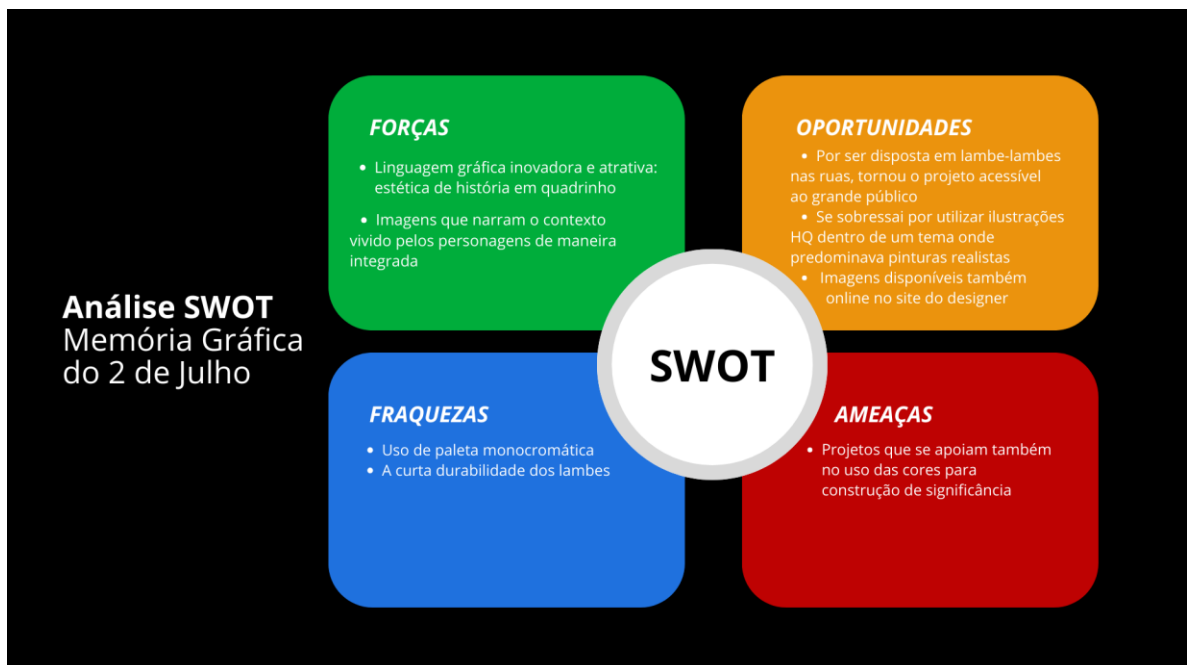 Análise SWOT
Memória Gráfica
do 2 de Julho
FORÇAS
• Linguagem gráfica inovadora e atrativa:
estética de história em quadrinho
• Imagens que narram o contexto
vivido pelos personagens de maneira
integrada
OPORTUNIDADES
• Por ser disposta em lambe-lambes
nas ruas, tornou o projeto acessível
ao grande público
• Se sobressai por utilizar ilustrações
HQ dentro de um tema onde
predominava pinturas realistas
• Imagens disponíveis também
online no site do designer
SWOT
FRAQUEZAS
• Uso de paleta monocromática
• A curta durabilidade dos lambes
AMEAÇAS
• Projetos que se apoiam também
no uso das cores para
construção de significância